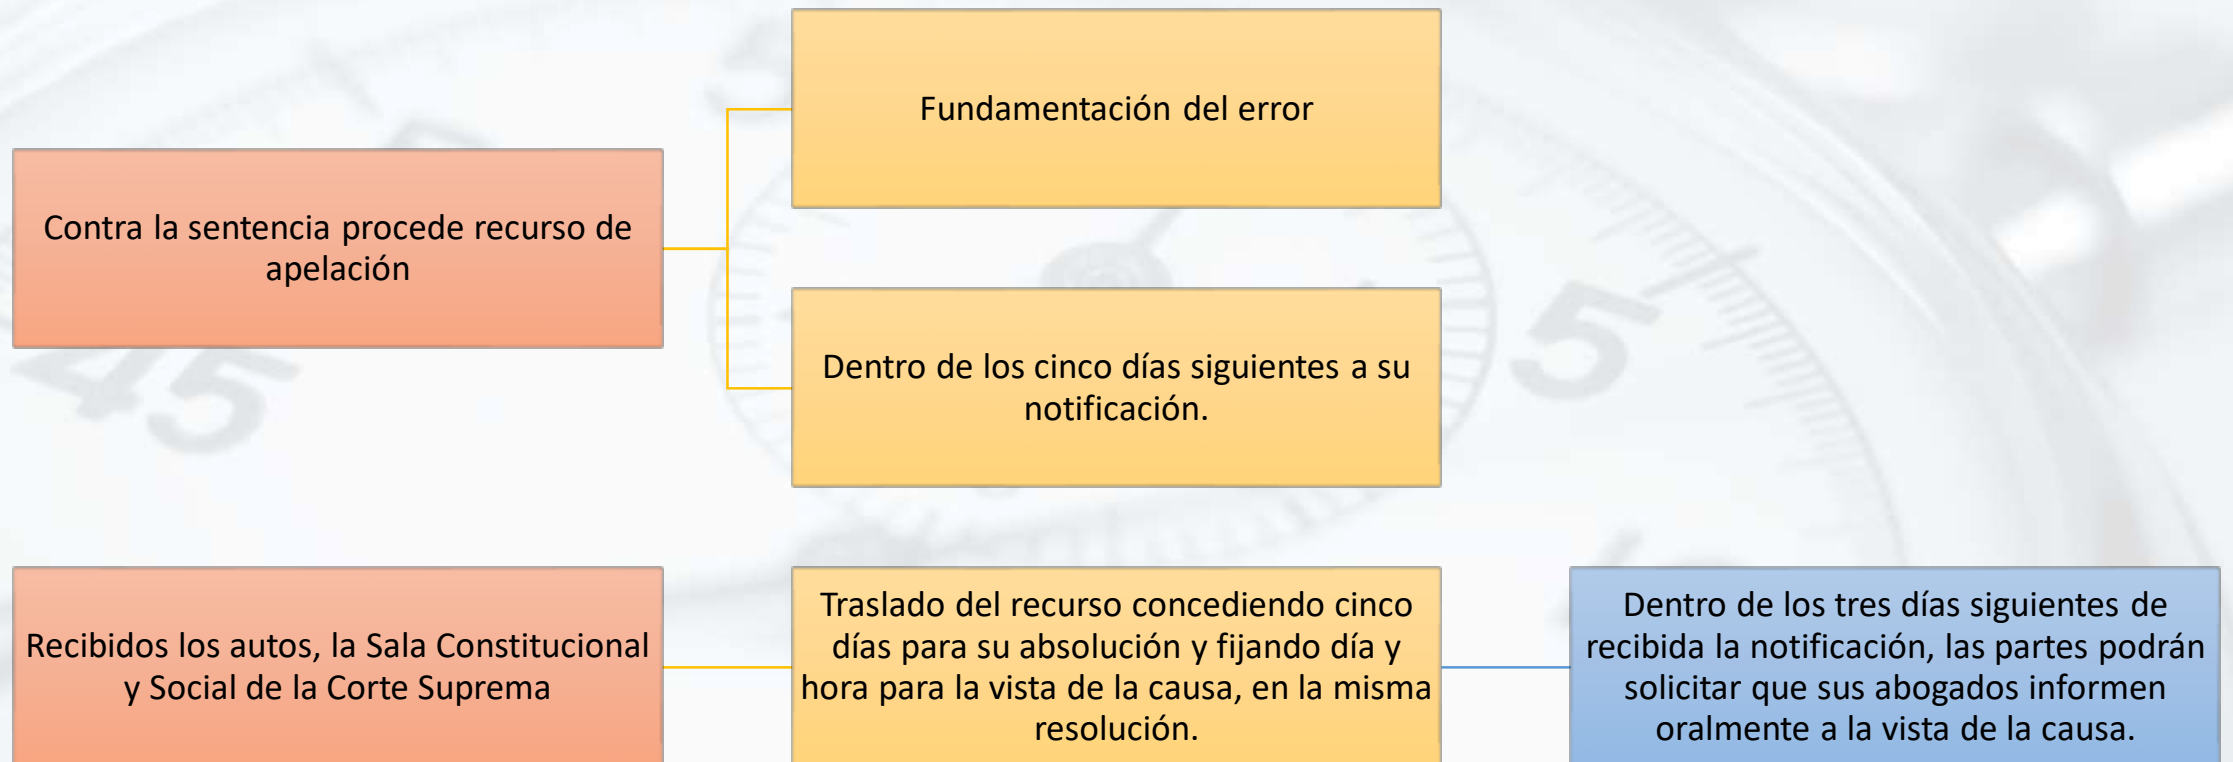 Fundamentación del error
Contra la sentencia procede recurso de
apelación
Dentro de los cinco días siguientes a su
notificación.
45
5
Recibidos los autos, la Sala Constitucional
y Social de la Corte Suprema
Traslado del recurso concediendo cinco
días para su absolución y fijando día y
hora para la vista de la causa, en la misma
resolución.
Dentro de los tres días siguientes de
recibida la notificación, las partes podrán
solicitar que sus abogados informen
oralmente a la vista de la causa.